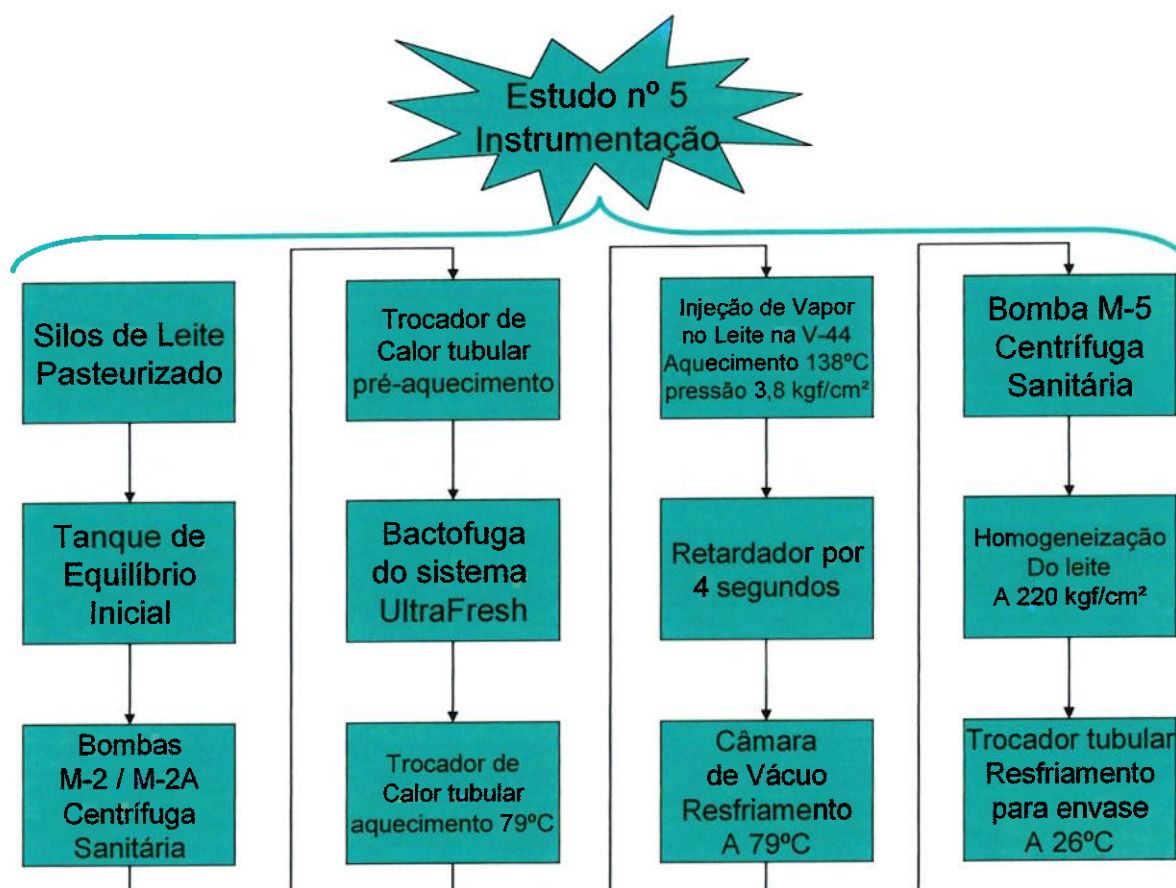 Estudo nº 5
Instrumentação
Silos de Leite
Pasteurizado
Tanque de
Equilíbrio
Inicial
Bombas
M-2 / M-2A
Centrífuga
Sanitária
Trocador de
Calor tubular
pré-aquecimento
Bactofuga
do sistema
UltraFresh
Trocador de
Calor tubular
aquecimento 79ºC
Injeção de Vapor
no Leite na V-44
Aquecimento 138ºC
pressão 3,8 kgf/cm²
Retardador por
4 segundos
Câmara
de Vácuo
Resfriamento
A 79ºC
Bomba M-5
Centrífuga
Sanitária
Homogeneização
Do leite
A 220 kgf/cm²
Trocador tubular
Resfriamento
para envase
A 26ºC